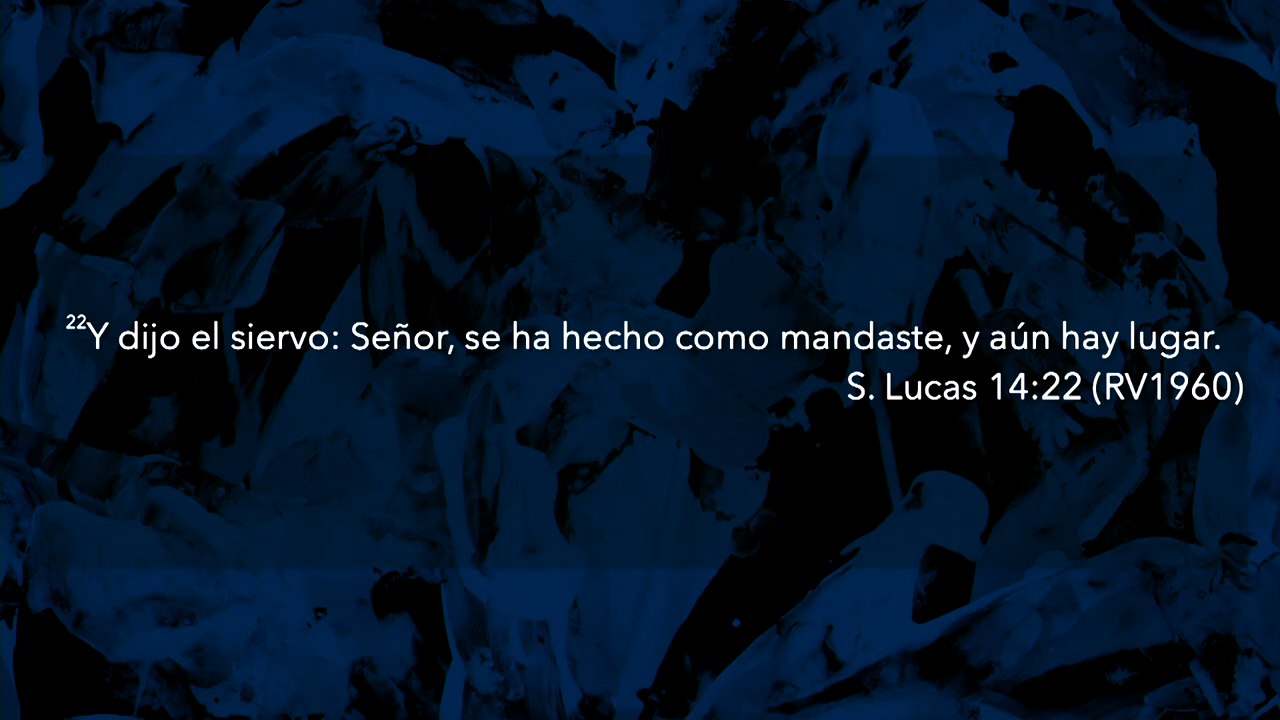 22Y dijo el siervo: Señor, se ha hecho como mandaste, y aún hay lugar.
S. Lucas 14:22 (RV1960)